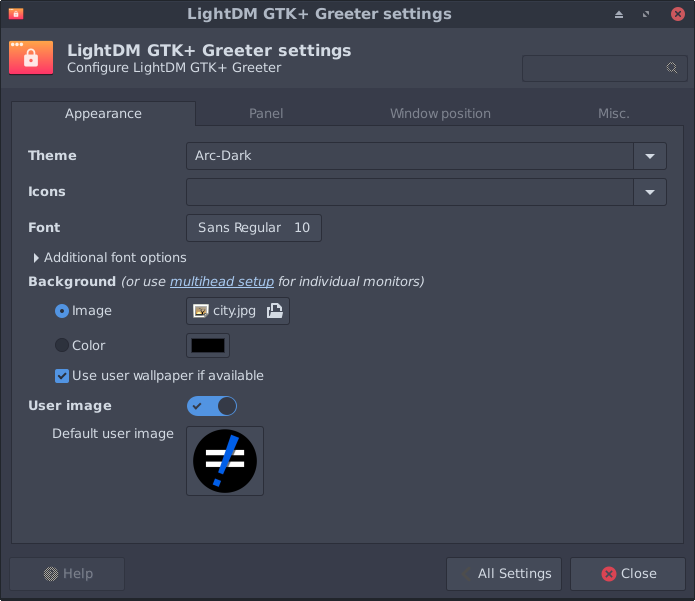 LightDM GTK+ Greeter settings
LightDM GTK+ Greeter settings
Configure LightDM GTK+ Greeter
Appearance Panel Window position Misc.
Theme Arc-Dark
Icons
Font Sans Regular 10
Additional font options
Background (or use multihead setup for individual monitors)
Image city.jpg
Color
Use user wallpaper if available
User image
Default user image
Help All Settings Close